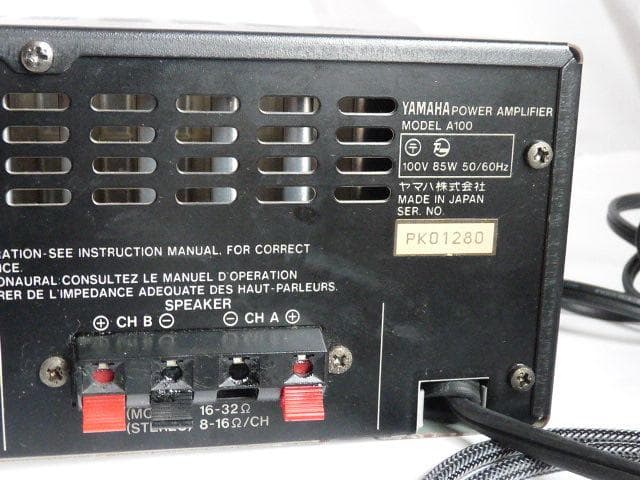 YAMAHA POWER AMPLIFIER
MODEL A100
100V 85W 50/60Hz
ヤマハ株式会社
MADE IN JAPAN
SER. NO.
PK01280
RATION-SEE INSTRUCTION MANUAL. FOR CORRECT
NCE.
ONAURAL: CONSULTEZ LE MANUEL D'OPERATION
RER DE L'IMPEDANCE ADEQUATE DES HAUT-PARLEURS.
SPEAKER
⊕ CH B ⊖ ⊖ CH A ⊕
(MO 16-32Ω
(STEREO) 8-16Ω/CH